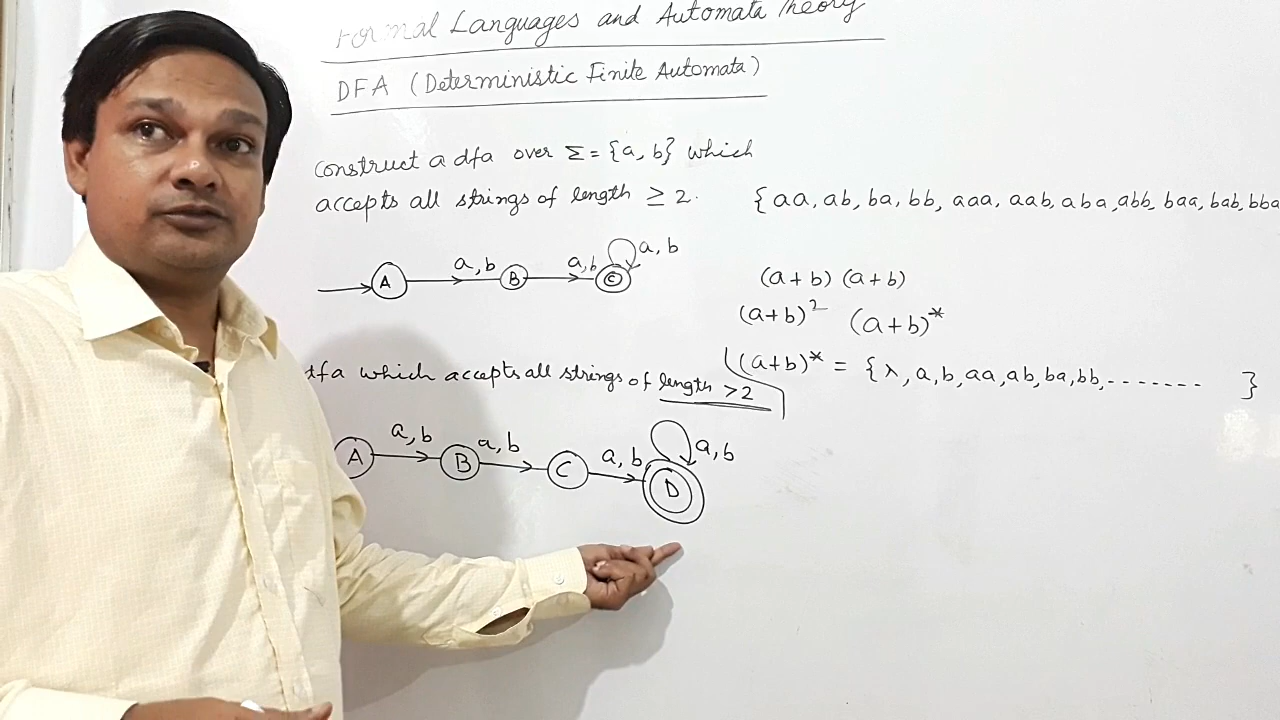 Formal Languages and Automata Theory
DFA (Deterministic Finite Automata)
construct a dfa over Σ = {a, b} which
accepts all strings of length ≥ 2.
{aa, ab, ba, bb, aaa, aab, aba, abb, baa, bab, bba
A a, b B a, b C a, b
(a+b) (a+b)
(a+b)² (a+b)*
(a+b)* = {λ, a, b, aa, ab, ba, bb, - - - - - - - }
dfa which accepts all strings of length > 2
A a, b B a, b C a, b D a, b